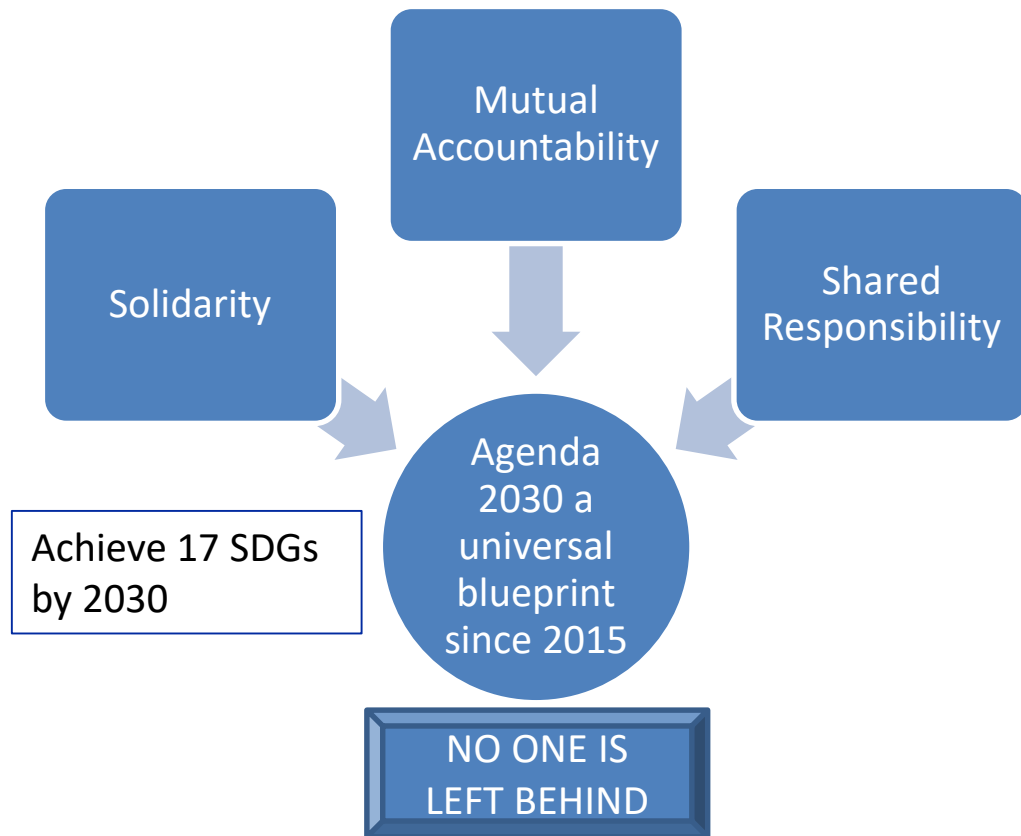 Mutual
Accountability
Solidarity
Shared
Responsibility
Agenda
2030 a
universal
blueprint
since 2015
Achieve 17 SDGs
by 2030
NO ONE IS
LEFT BEHIND